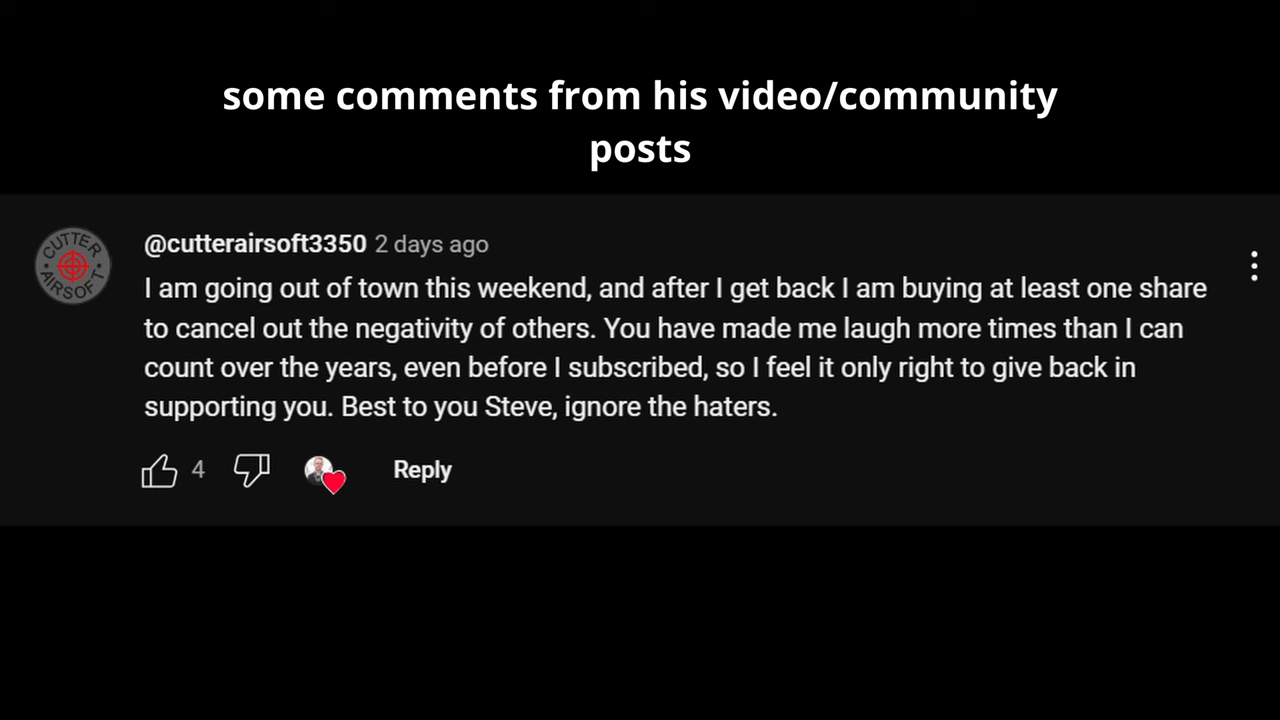 some comments from his video/community
posts
CUTTER
AIRSOFT
@cutterairsoft3350 2 days ago
I am going out of town this weekend, and after I get back I am buying at least one share
to cancel out the negativity of others. You have made me laugh more times than I can
count over the years, even before I subscribed, so I feel it only right to give back in
supporting you. Best to you Steve, ignore the haters.
4 Reply